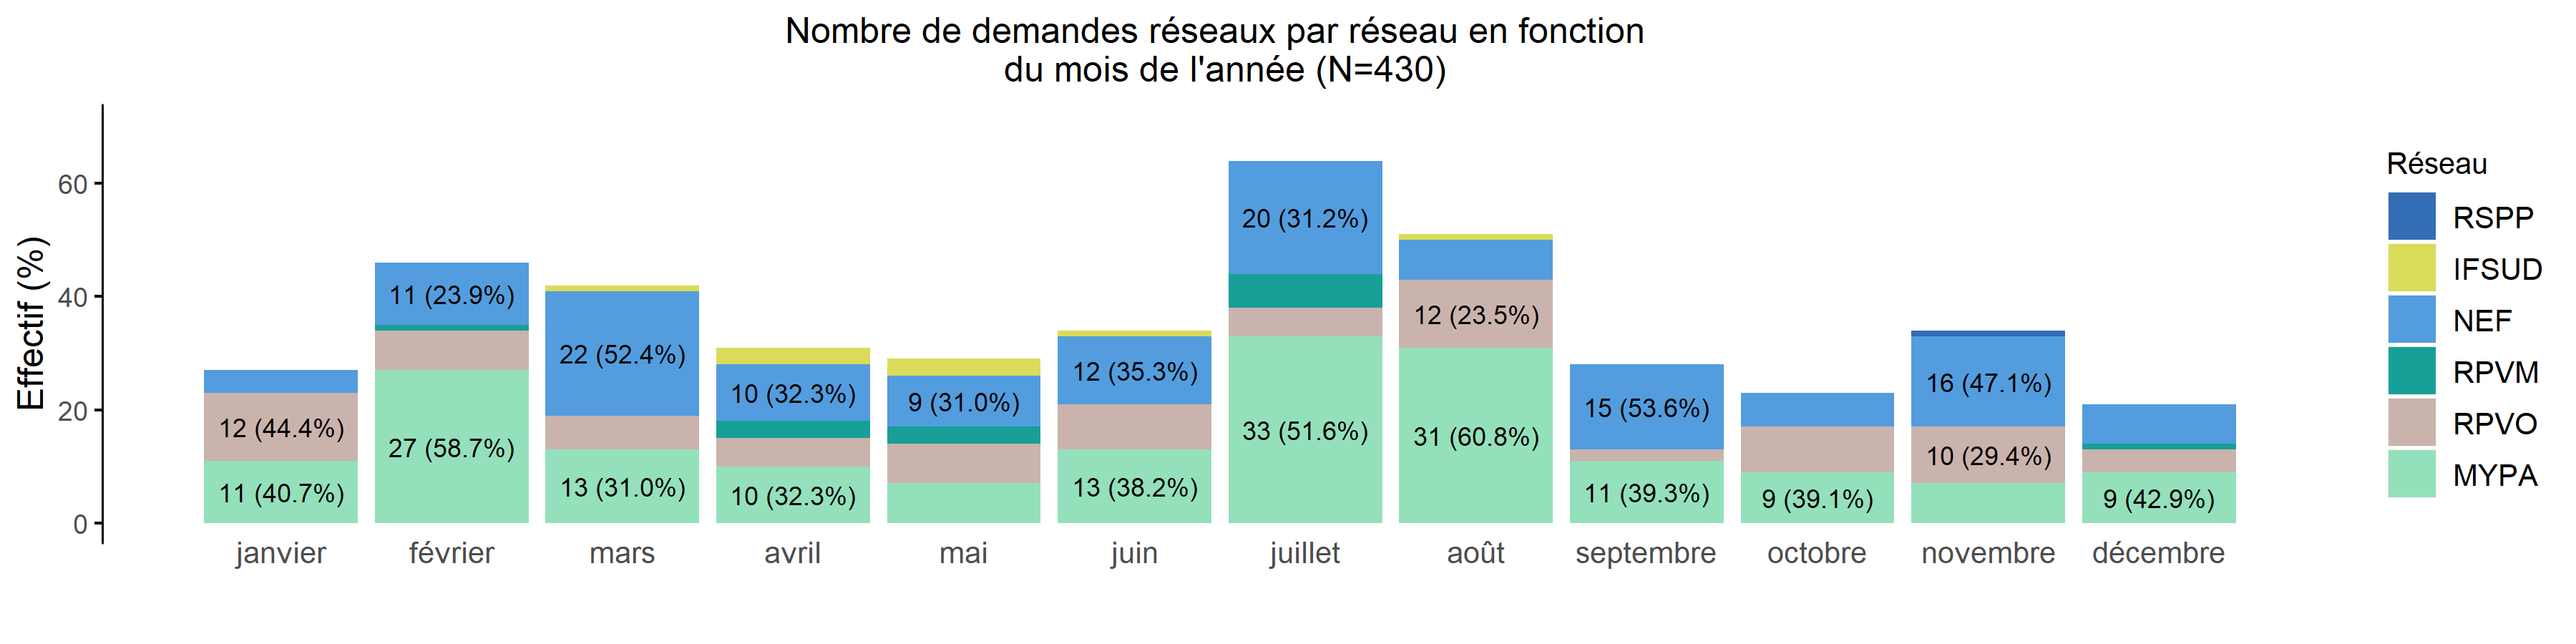 Nombre de demandes réseaux par réseau en fonction
du mois de l'année (N=430)
Effectif (%)
60
40
20
0
20 (31.2%)
11 (23.9%)
12 (23.5%)
22 (52.4%)
12 (35.3%)
16 (47.1%)
10 (32.3%)
9 (31.0%)
15 (53.6%)
12 (44.4%)
33 (51.6%)
31 (60.8%)
27 (58.7%)
10 (29.4%)
11 (40.7%)
13 (31.0%)
10 (32.3%)
13 (38.2%)
11 (39.3%)
9 (39.1%)
9 (42.9%)
janvier
février
mars
avril
mai
juin
juillet
août
septembre
octobre
novembre
décembre
Réseau
RSPP
IFSUD
NEF
RPVM
RPVO
MYPA